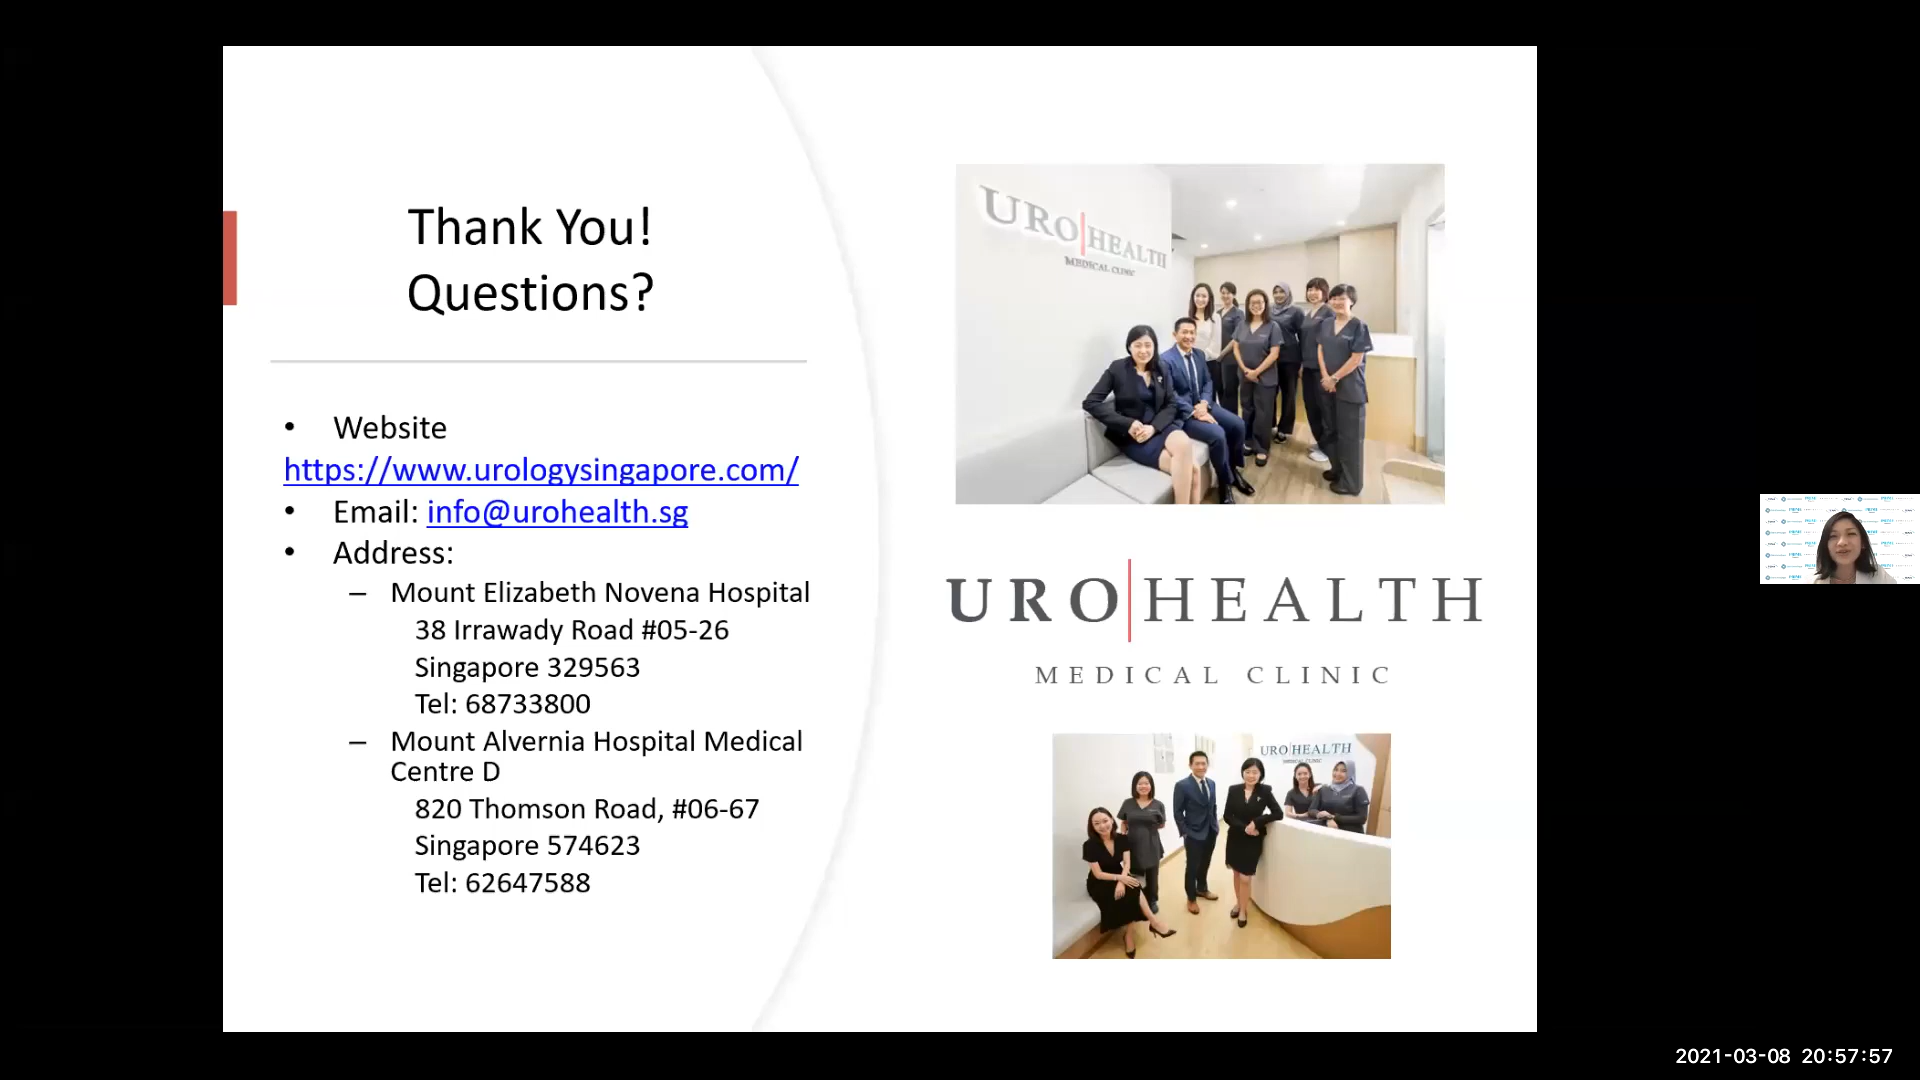 Thank You!
Questions?
• Website
https://www.urologysingapore.com/
• Email: info@urohealth.sg
• Address:
– Mount Elizabeth Novena Hospital
38 Irrawady Road #05-26
Singapore 329563
Tel: 68733800
– Mount Alvernia Hospital Medical
Centre D
820 Thomson Road, #06-67
Singapore 574623
Tel: 62647588
URO|HEALTH
MEDICAL CLINIC
URO|HEALTH
MEDICAL CLINIC
URO|HEALTH
MEDICAL CLINIC
2021-03-08 20:57:57